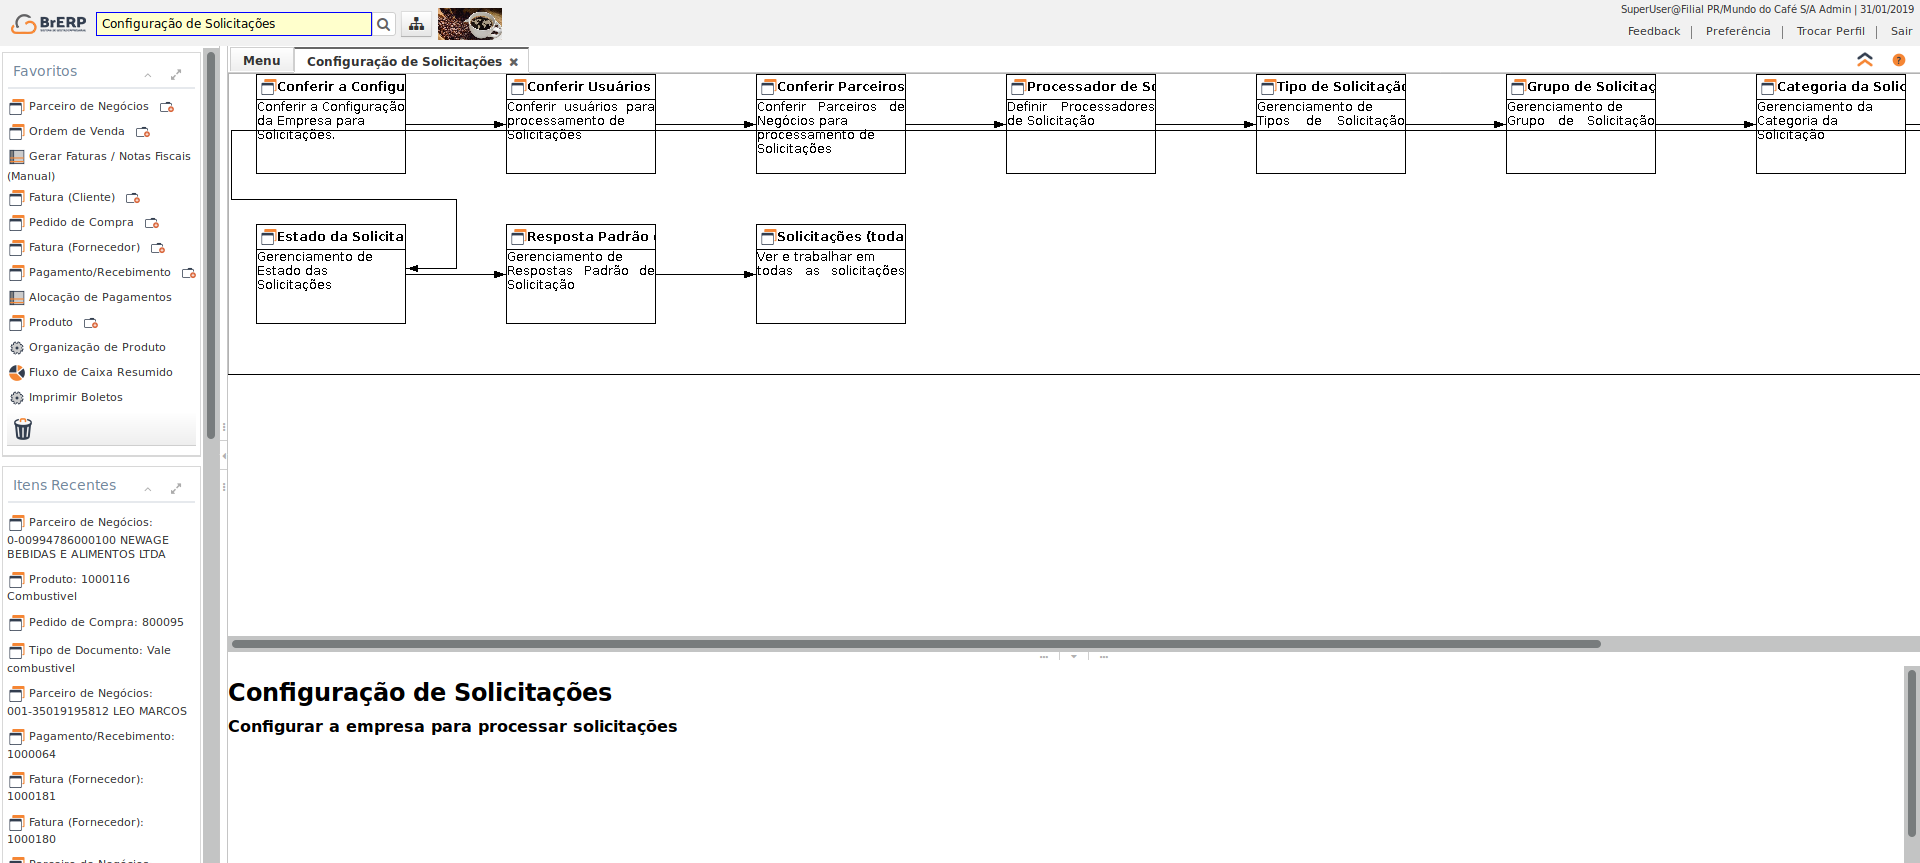 BrERP
Configuração de Solicitações
SuperUser@Filial PR/Mundo do Café S/A Admin | 31/01/2019
Feedback | Preferência | Trocar Perfil | Sair
Favoritos
Parceiro de Negócios
Ordem de Venda
Gerar Faturas / Notas Fiscais
(Manual)
Fatura (Cliente)
Pedido de Compra
Fatura (Fornecedor)
Pagamento/Recebimento
Alocação de Pagamentos
Produto
Organização de Produto
Fluxo de Caixa Resumido
Imprimir Boletos
Itens Recentes
Parceiro de Negócios:
0-00994786000100 NEWAGE
BEBIDAS E ALIMENTOS LTDA
Produto: 1000116
Combustivel
Pedido de Compra: 800095
Tipo de Documento: Vale
combustivel
Parceiro de Negócios:
001-35019195812 LEO MARCOS
Pagamento/Recebimento:
1000064
Fatura (Fornecedor):
1000181
Fatura (Fornecedor):
1000180
Menu
Configuração de Solicitações
Conferir a Configu
Conferir a Configuração
da Empresa para
Solicitações.
Conferir Usuários
Conferir usuários para
processamento de
Solicitações
Conferir Parceiros
Conferir Parceiros de
Negócios para
processamento de
Solicitações
Processador de So
Definir Processadores
de Solicitação
Tipo de Solicitação
Gerenciamento de
Tipos de Solicitação
Grupo de Solicitaç
Gerenciamento de
Grupo de Solicitação
Categoria da Solic
Gerenciamento da
Categoria da
Solicitação
Estado da Solicita
Gerenciamento de
Estado das
Solicitações
Resposta Padrão
Gerenciamento de
Respostas Padrão de
Solicitação
Solicitações (toda
Ver e trabalhar em
todas as solicitações
Configuração de Solicitações
Configurar a empresa para processar solicitações